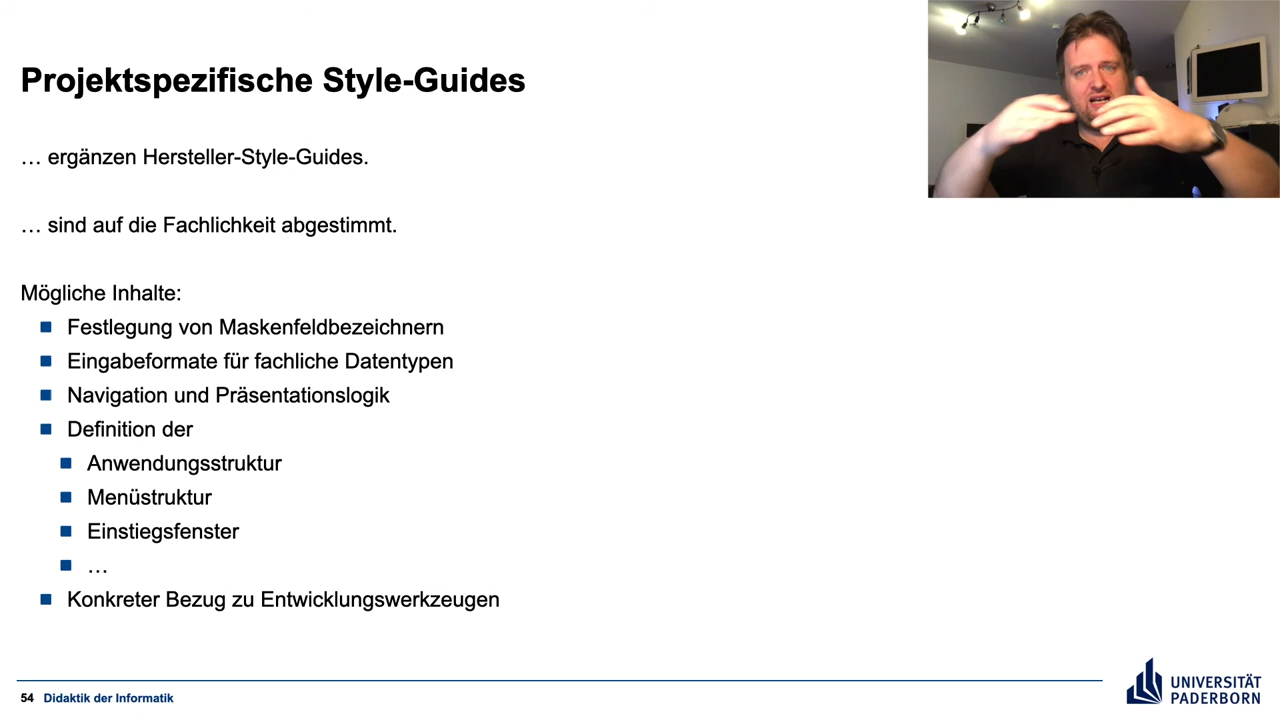 Projektspezifische Style-Guides
… ergänzen Hersteller-Style-Guides.
… sind auf die Fachlichkeit abgestimmt.
Mögliche Inhalte:
Festlegung von Maskenfeldbezeichnern
Eingabeformate für fachliche Datentypen
Navigation und Präsentationslogik
Definition der
Anwendungsstruktur
Menüstruktur
Einstiegsfenster
…
Konkreter Bezug zu Entwicklungswerkzeugen
54 Didaktik der Informatik
UNIVERSITÄT
PADERBORN